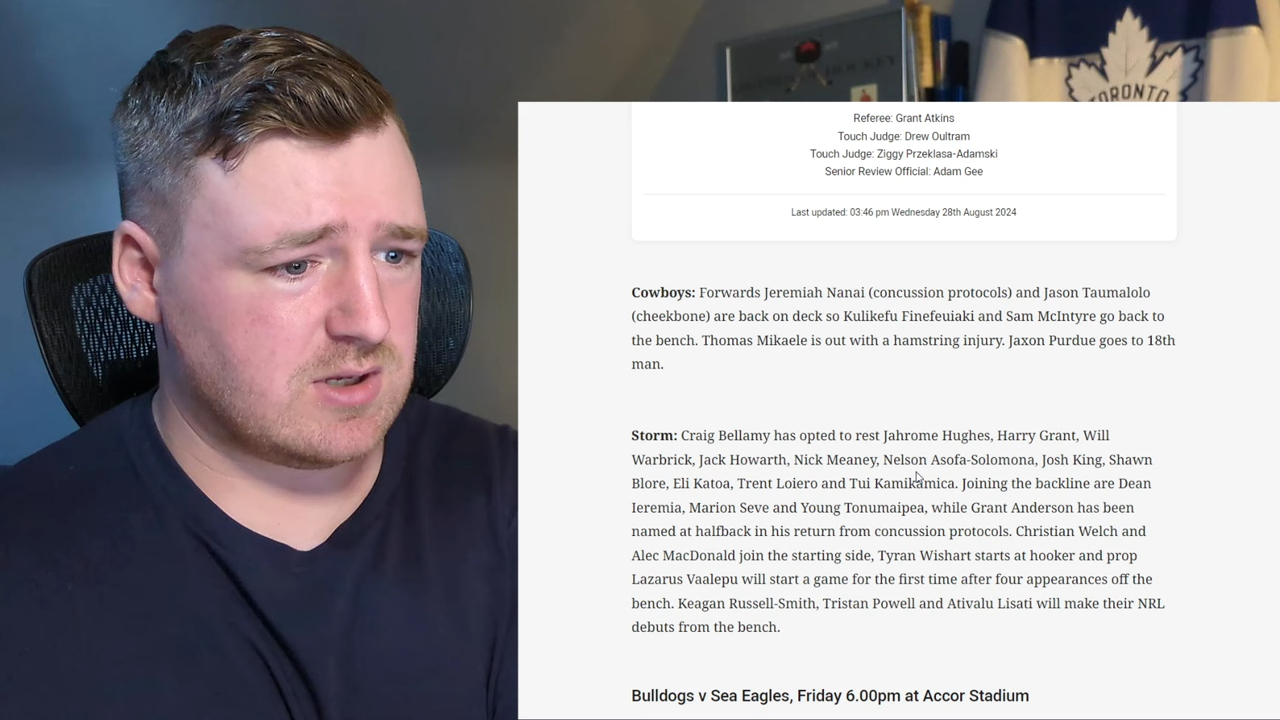 HOCKEY
TORONTO
Referee: Grant Atkins
Touch Judge: Drew Oultram
Touch Judge: Ziggy Przeklasa-Adamski
Senior Review Official: Adam Gee
Last updated: 03:46 pm Wednesday 28th August 2024
Cowboys: Forwards Jeremiah Nanai (concussion protocols) and Jason Taumalolo
(cheekbone) are back on deck so Kulikefu Finefeuiaki and Sam McIntyre go back to
the bench. Thomas Mikaele is out with a hamstring injury. Jaxon Purdue goes to 18th
man.
Storm: Craig Bellamy has opted to rest Jahrome Hughes, Harry Grant, Will
Warbrick, Jack Howarth, Nick Meaney, Nelson Asofa-Solomona, Josh King, Shawn
Blore, Eli Katoa, Trent Loiero and Tui Kamikamica. Joining the backline are Dean
Ieremia, Marion Seve and Young Tonumaipea, while Grant Anderson has been
named at halfback in his return from concussion protocols. Christian Welch and
Alec MacDonald join the starting side, Tyran Wishart starts at hooker and prop
Lazarus Vaalepu will start a game for the first time after four appearances off the
bench. Keagan Russell-Smith, Tristan Powell and Ativalu Lisati will make their NRL
debuts from the bench.
Bulldogs v Sea Eagles, Friday 6.00pm at Accor Stadium